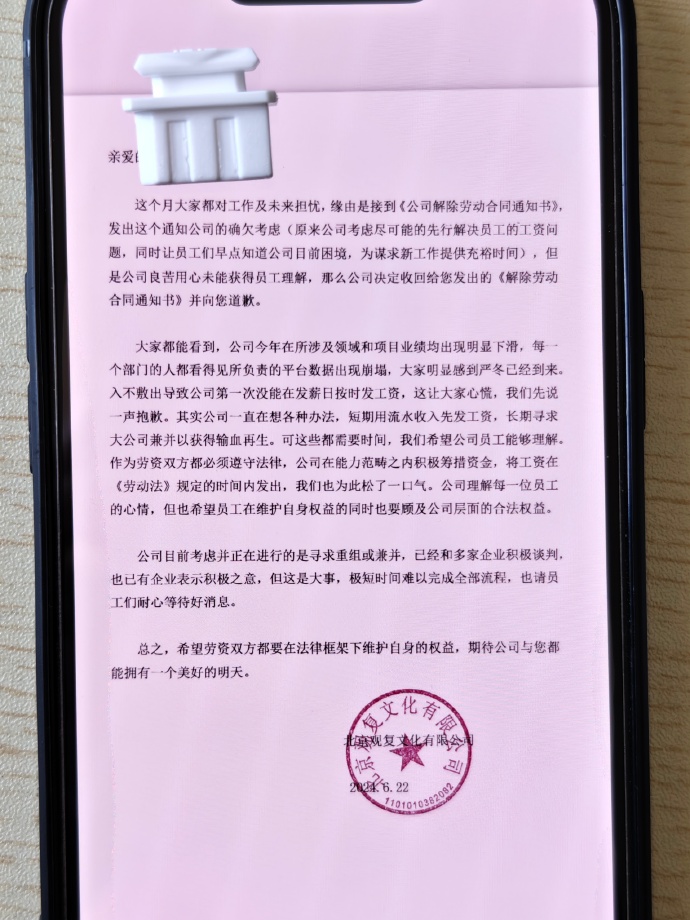 亲爱的
这个月大家都对工作及未来担忧，缘由是接到《公司解除劳动合同通知书》，
发出这个通知公司的确欠考虑（原来公司考虑尽可能的先行解决员工的工资问
题，同时让员工们早点知道公司目前困境，为谋求新工作提供充裕时间），但
是公司良苦用心未能获得员工理解，那么公司决定收回给您发出的《解除劳动
合同通知书》并向您道歉。
大家都能看到，公司今年在所涉及领域和项目业绩均出现明显下滑，每一
个部门的人都看得见所负责的平台数据出现崩塌，大家明显感到严冬已经到来。
入不敷出导致公司第一次没能在发薪日按时发工资，这让大家心慌，我们先说
一声抱歉。其实公司一直在想各种办法，短期用流水收入先发工资，长期寻求
大公司兼并以获得输血再生。可这些都需要时间，我们希望公司员工能够理解。
作为劳资双方都必须遵守法律，公司在能力范畴之内积极筹措资金，将工资在
《劳动法》规定的时间内发出，我们也为此松了一口气。公司理解每一位员工
的心情，但也希望员工在维护自身权益的同时也要顾及公司层面的合法权益。
公司目前考虑并正在进行的是寻求重组或兼并，已经和多家企业积极谈判，
也已有企业表示积极之意，但这是大事，极短时间难以完成全部流程，也请员
工们耐心等待好消息。
总之，希望劳资双方都要在法律框架下维护自身的权益，期待公司与您都
能拥有一个美好的明天。
北京观复文化有限公司
2024.6.22
北京观复文化有限公司
1101010362082